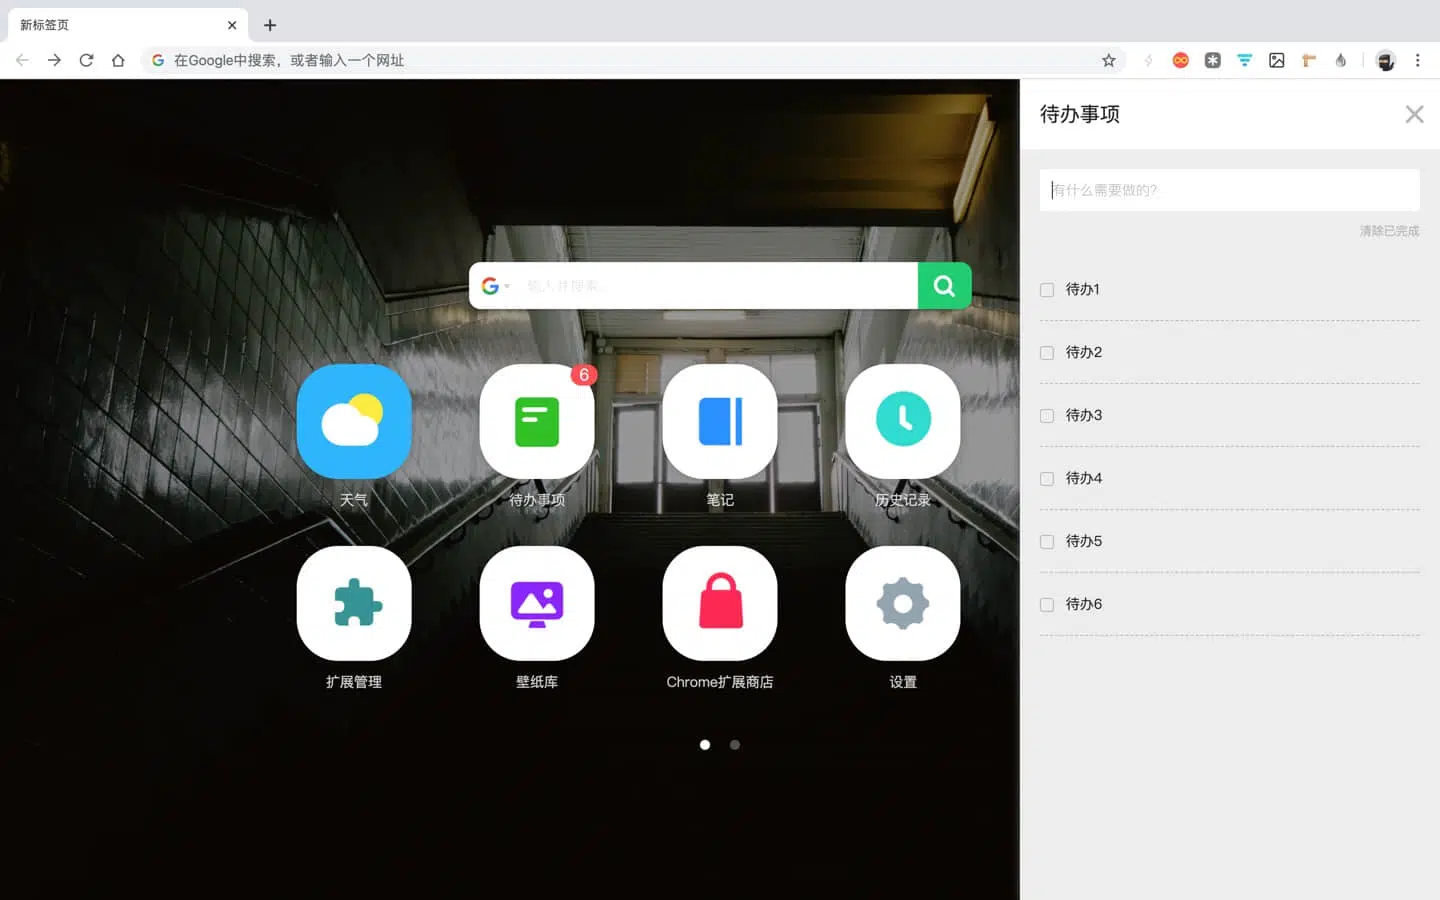 新标签页
在Google中搜索，或者输入一个网址
待办事项
有什么需要做的?
清除已完成
输入并搜索...
待办1
待办2
待办3
待办4
待办5
待办6
6
天气
待办事项
笔记
历史记录
扩展管理
壁纸库
Chrome扩展商店
设置